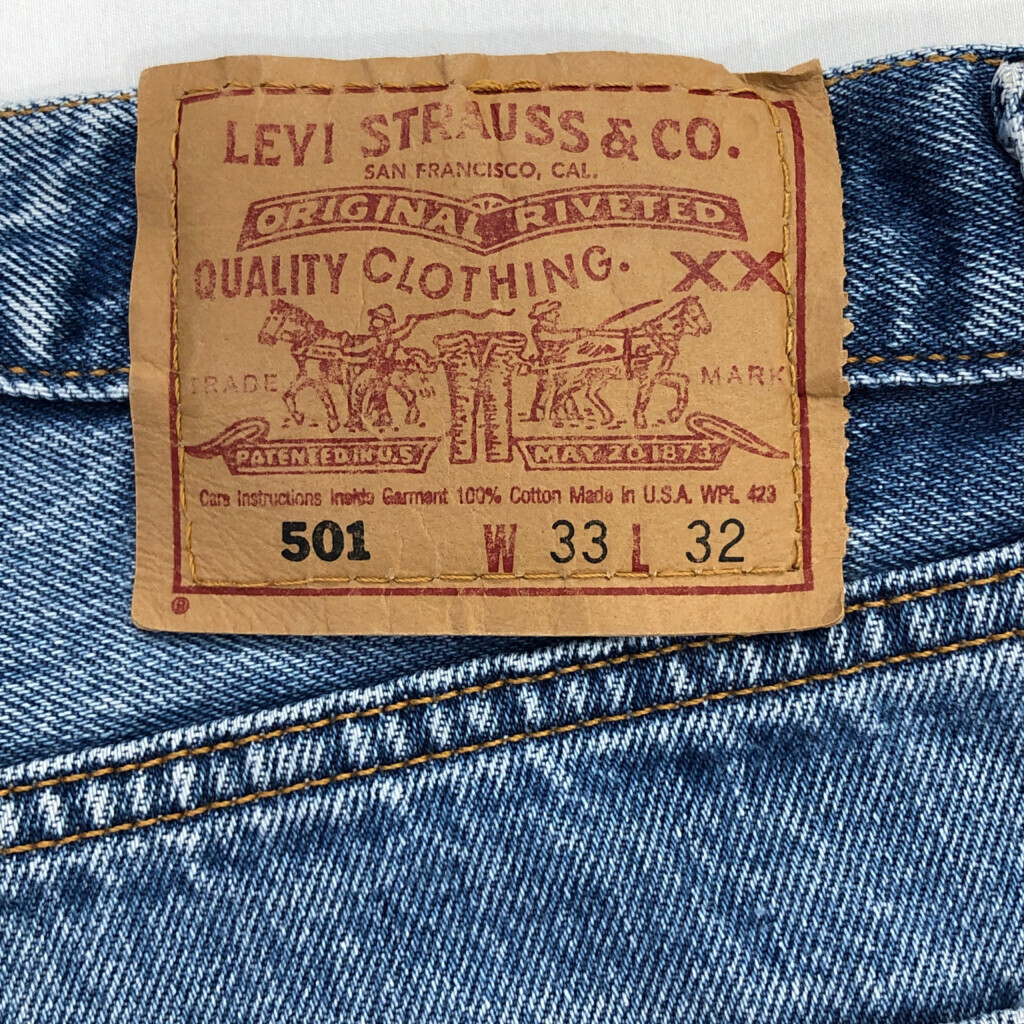 LEVI STRAUSS & CO.
SAN FRANCISCO, CAL.
ORIGINAL RIVETED
QUALITY CLOTHING. XX
TRADE MARK
PATENTED IN U.S. MAY 20 1873
Care Instructions Inside Garment 100% Cotton Made in U.S.A. WPL 423
501 W 33 L 32
®